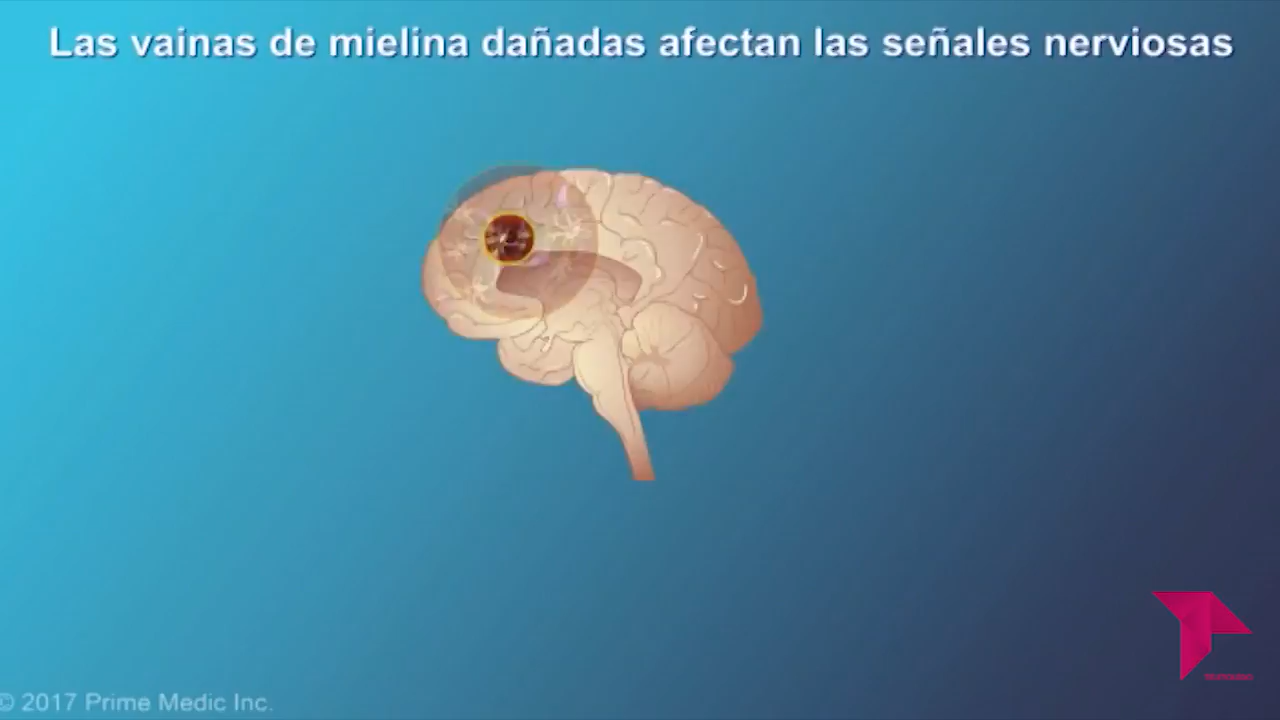 Las vainas de mielina dañadas afectan las señales nerviosas
© 2017 Prime Medic Inc.